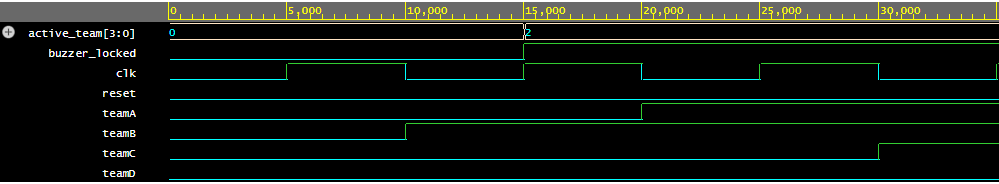 0 5,000 10,000 15,000 20,000 25,000 30,000
active_team[3:0] 0 2
buzzer_locked
clk
reset
teamA
teamB
teamC
teamD